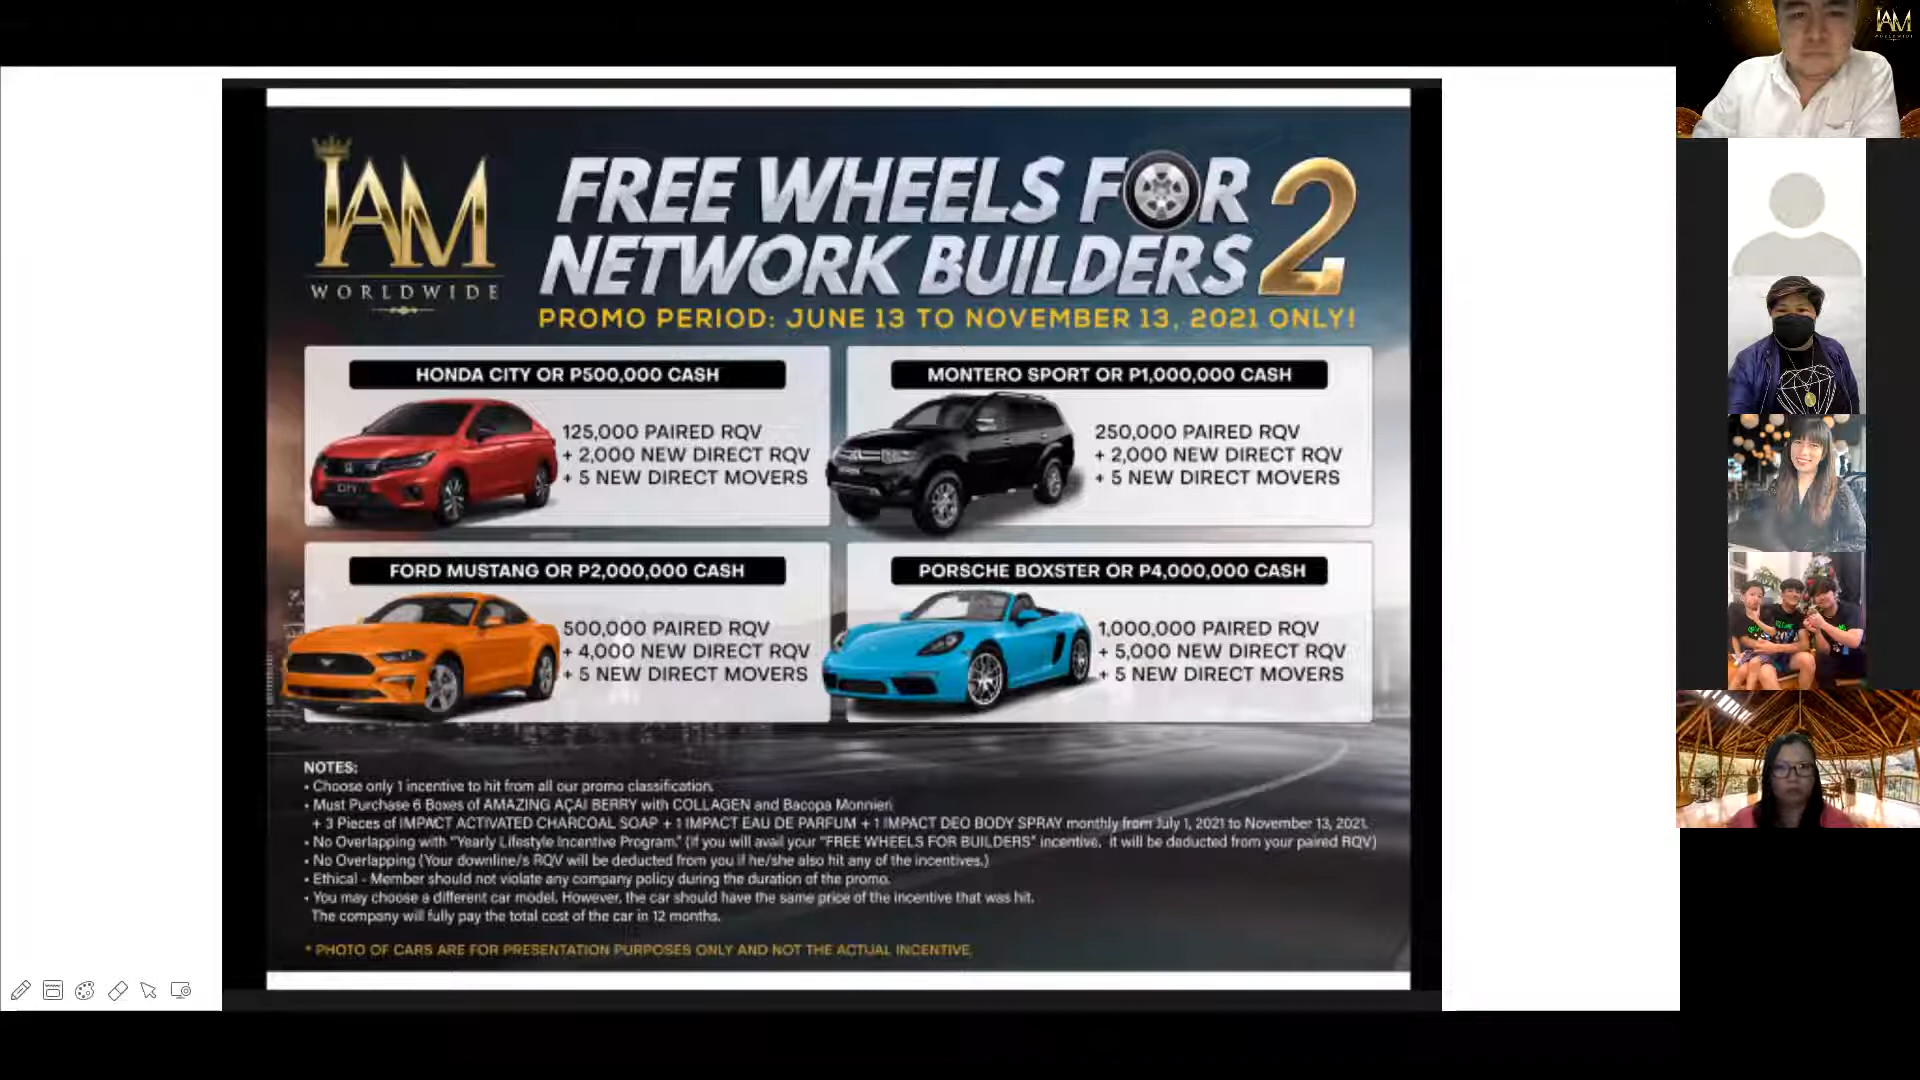 IAM
WORLDWIDE
FREE WHEELS FOR
NETWORK BUILDERS 2
PROMO PERIOD: JUNE 13 TO NOVEMBER 13, 2021 ONLY!
HONDA CITY OR P500,000 CASH
125,000 PAIRED RQV
+ 2,000 NEW DIRECT RQV
+ 5 NEW DIRECT MOVERS
CITY
MONTERO SPORT OR P1,000,000 CASH
250,000 PAIRED RQV
+ 2,000 NEW DIRECT RQV
+ 5 NEW DIRECT MOVERS
FORD MUSTANG OR P2,000,000 CASH
500,000 PAIRED RQV
+ 4,000 NEW DIRECT RQV
+ 5 NEW DIRECT MOVERS
PORSCHE BOXSTER OR P4,000,000 CASH
1,000,000 PAIRED RQV
+ 5,000 NEW DIRECT RQV
+ 5 NEW DIRECT MOVERS
NOTES:
• Choose only 1 incentive to hit from all our promo classification.
• Must Purchase 6 Boxes of AMAZING AÇAI BERRY with COLLAGEN and Bacopa Monnieri
+ 3 Pieces of IMPACT ACTIVATED CHARCOAL SOAP + 1 IMPACT EAU DE PARFUM + 1 IMPACT DEO BODY SPRAY monthly from July 1, 2021 to November 13, 2021.
• No Overlapping with "Yearly Lifestyle Incentive Program." (If you will avail your "FREE WHEELS FOR BUILDERS" incentive, it will be deducted from your paired RQV)
• No Overlapping (Your downline/s RQV will be deducted from you if he/she also hit any of the incentives.)
• Ethical - Member should not violate any company policy during the duration of the promo.
• You may choose a different car model. However, the car should have the same price of the incentive that was hit.
The company will fully pay the total cost of the car in 12 months.
* PHOTO OF CARS ARE FOR PRESENTATION PURPOSES ONLY AND NOT THE ACTUAL INCENTIVE.
IAM
WORLDWIDE